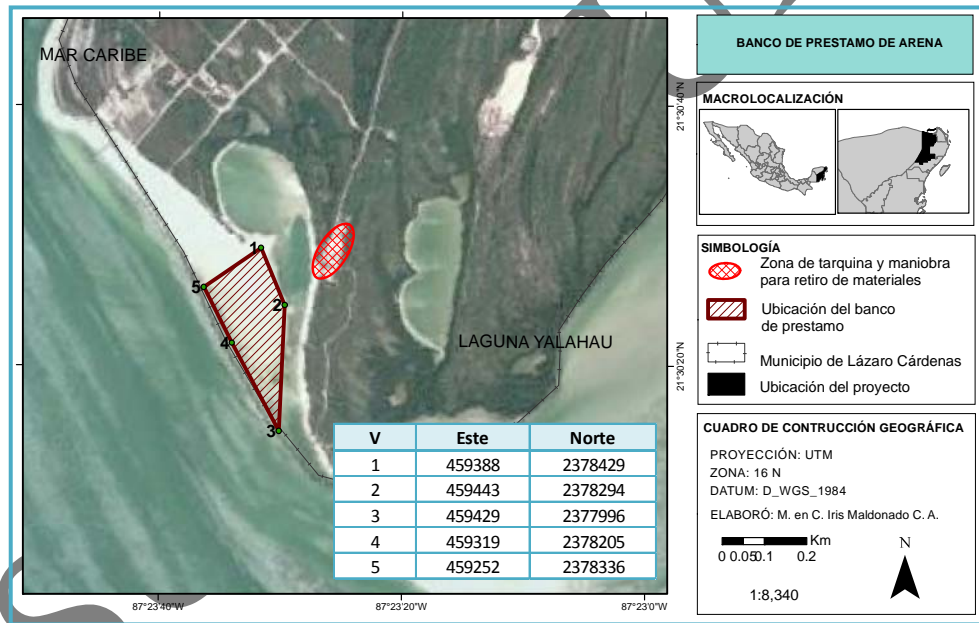 MAR CARIBE
LAGUNA YALAHAU
1
2
3
4
5
V Este Norte
1 459388 2378429
2 459443 2378294
3 459429 2377996
4 459319 2378205
5 459252 2378336
21°30'40"N
21°30'20"N
87°23'40"W
87°23'20"W
87°23'0"W
BANCO DE PRESTAMO DE ARENA
MACROLOCALIZACIÓN
SIMBOLOGÍA
Zona de tarquina y maniobra
para retiro de materiales
Ubicación del banco
de prestamo
Municipio de Lázaro Cárdenas
Ubicación del proyecto
CUADRO DE CONTRUCCIÓN GEOGRÁFICA
PROYECCIÓN: UTM
ZONA: 16 N
DATUM: D_WGS_1984
ELABORÓ: M. en C. Iris Maldonado C. A.
Km
0 0.05 0.1 0.2
N
1:8,340